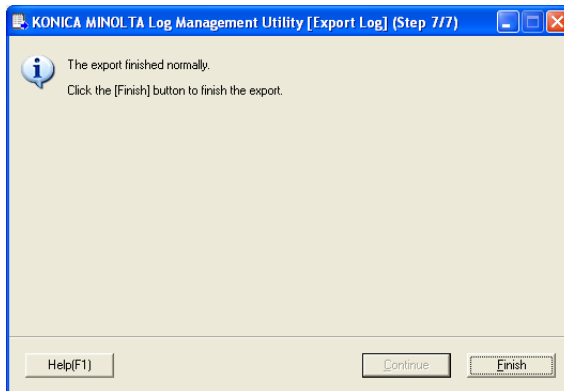 KONICA MINOLTA Log Management Utility [Export Log] (Step 7/7)
The export finished normally.
Click the [Finish] button to finish the export.
Help(F1)
Continue
Finish